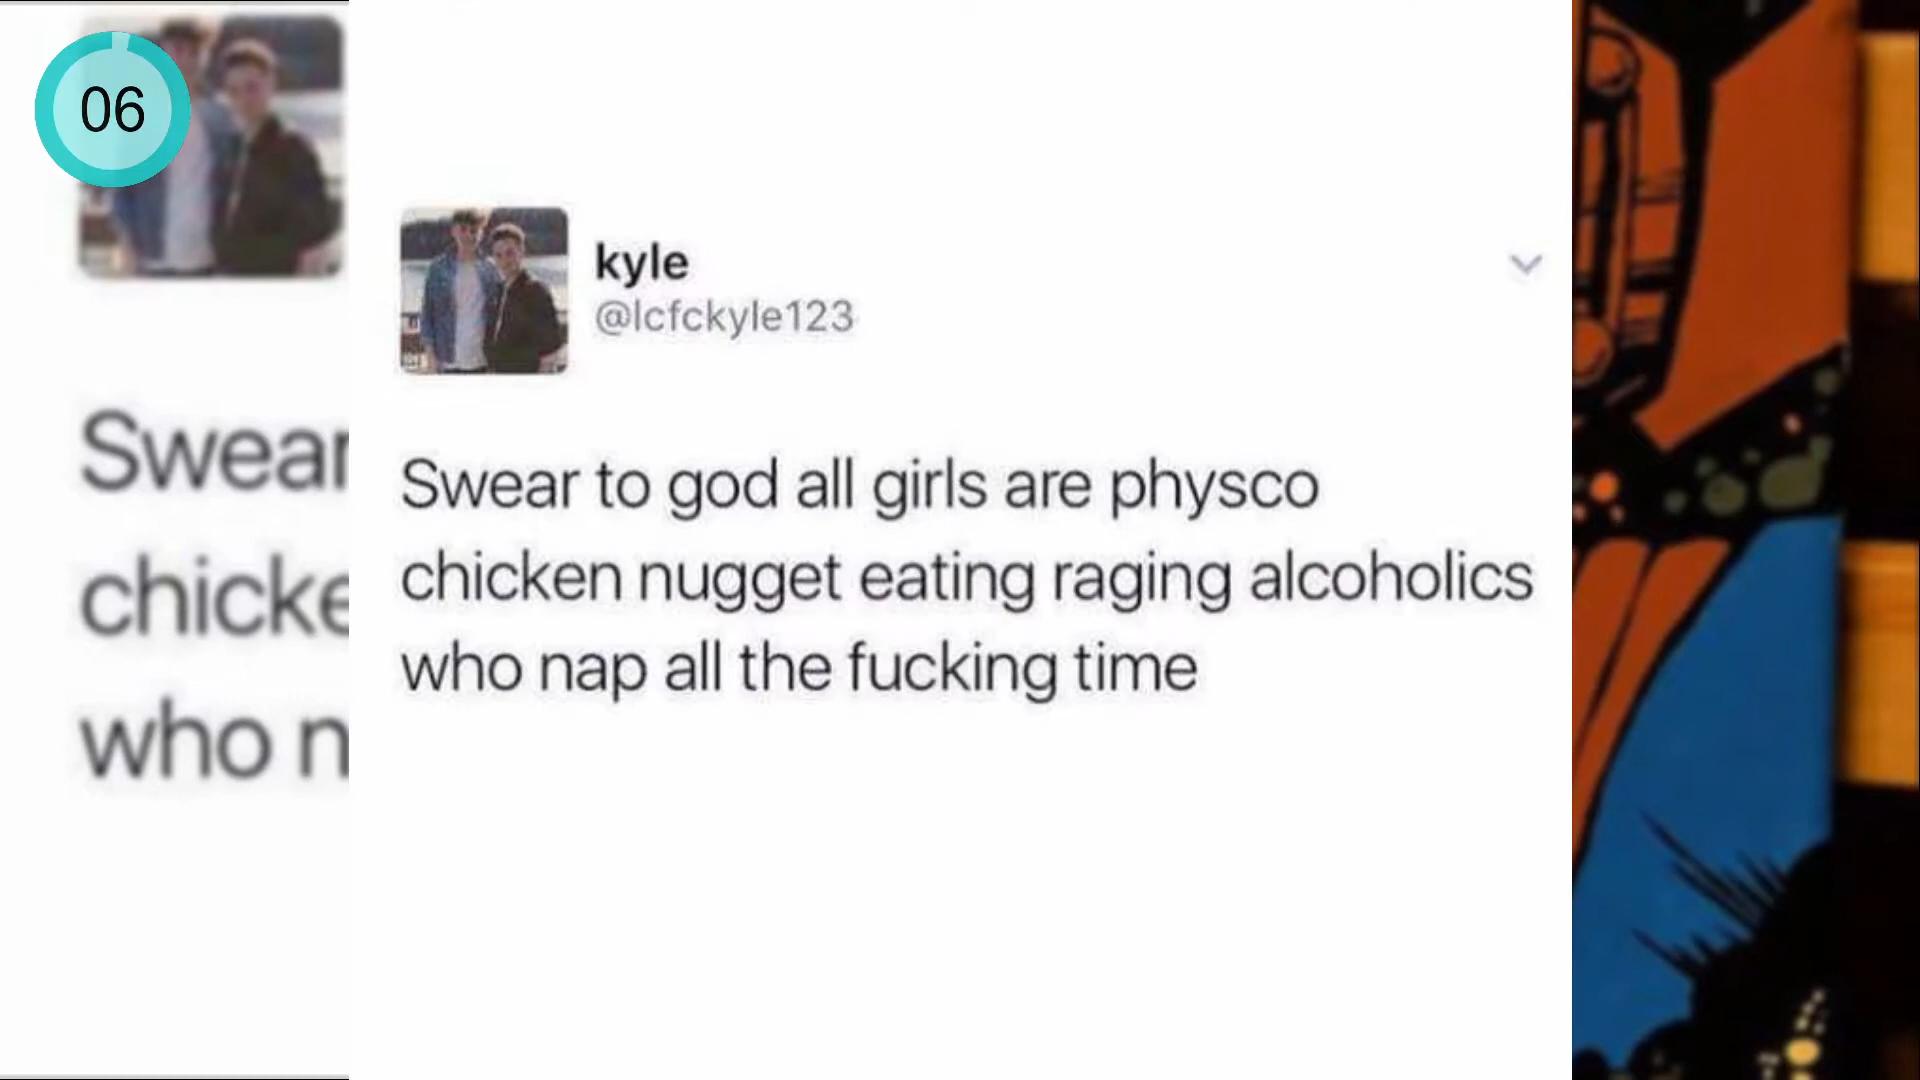 06
kyle
@lcfckyle123
Swear to god all girls are physco
chicken nugget eating raging alcoholics
who nap all the fucking time
Swear
chicke
who n